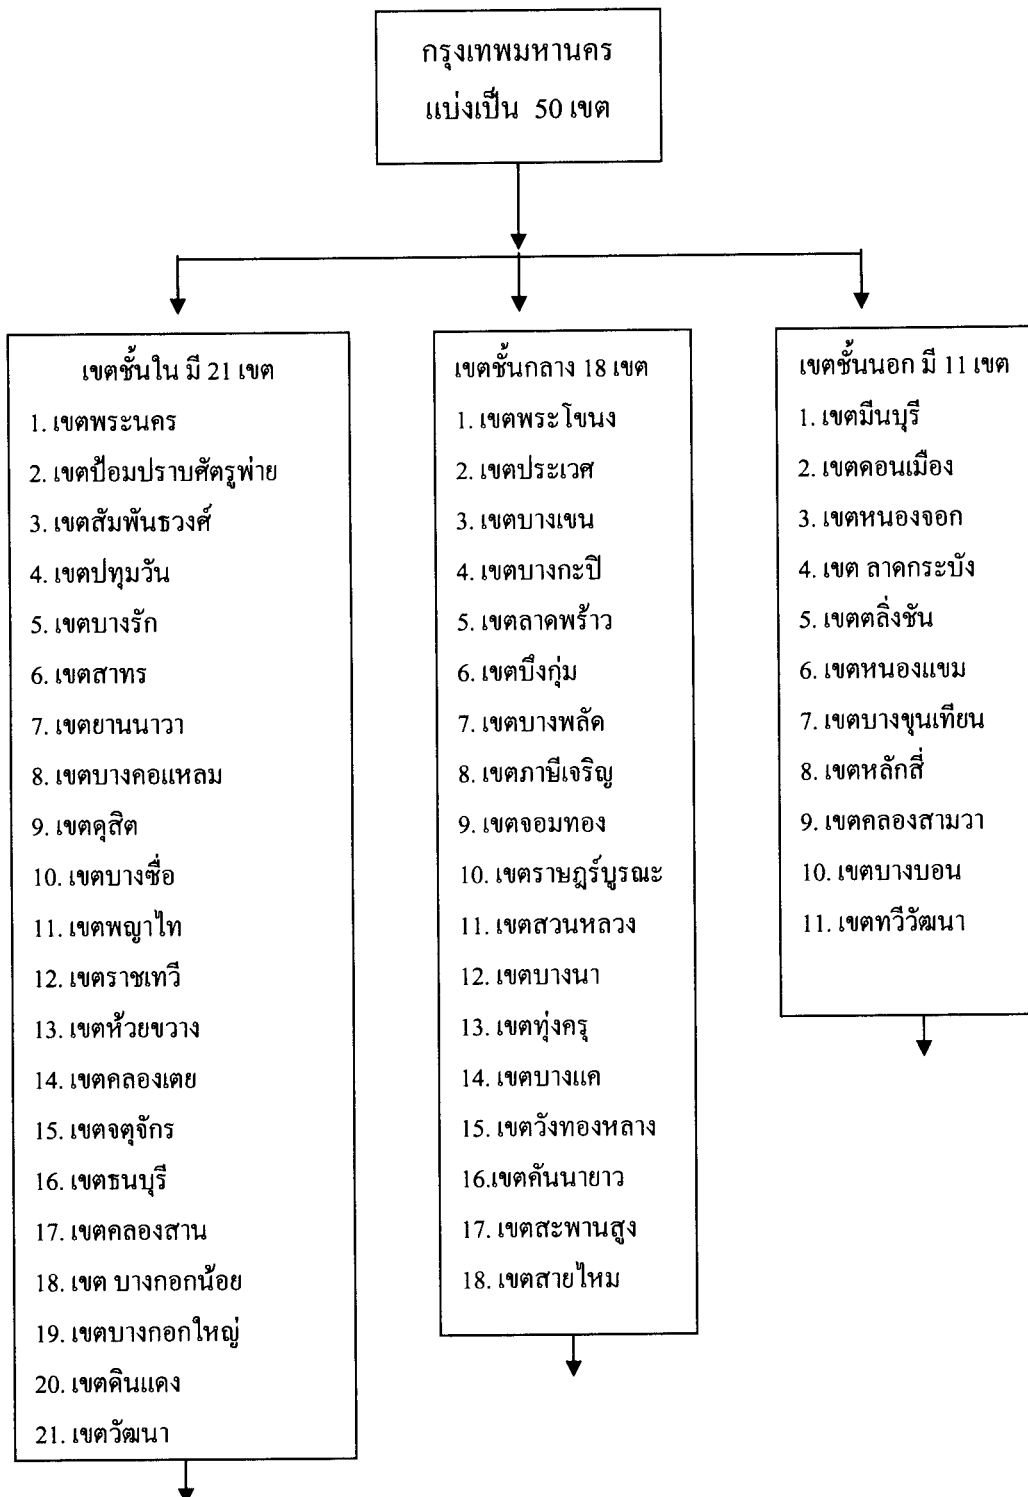 กรุงเทพมหานคร
แบ่งเป็น 50 เขต
เขตชั้นใน มี 21 เขต
1. เขตพระนคร
2. เขตป้อมปราบศัตรูพ่าย
3. เขตสัมพันธวงศ์
4. เขตปทุมวัน
5. เขตบางรัก
6. เขตสาทร
7. เขตยานนาวา
8. เขตบางคอแหลม
9. เขตดุสิต
10. เขตบางซื่อ
11. เขตพญาไท
12. เขตราชเทวี
13. เขตห้วยขวาง
14. เขตคลองเตย
15. เขตจตุจักร
16. เขตธนบุรี
17. เขตคลองสาน
18. เขต บางกอกน้อย
19. เขตบางกอกใหญ่
20. เขตดินแดง
21. เขตวัฒนา
เขตชั้นกลาง 18 เขต
1. เขตพระโขนง
2. เขตประเวศ
3. เขตบางเขน
4. เขตบางกะปิ
5. เขตลาดพร้าว
6. เขตบึงกุ่ม
7. เขตบางพลัด
8. เขตภาษีเจริญ
9. เขตจอมทอง
10. เขตราษฎร์บูรณะ
11. เขตสวนหลวง
12. เขตบางนา
13. เขตทุ่งครุ
14. เขตบางแค
15. เขตวังทองหลาง
16.เขตคันนายาว
17. เขตสะพานสูง
18. เขตสายไหม
เขตชั้นนอก มี 11 เขต
1. เขตมีนบุรี
2. เขตดอนเมือง
3. เขตหนองจอก
4. เขต ลาดกระบัง
5. เขตตลิ่งชัน
6. เขตหนองแขม
7. เขตบางขุนเทียน
8. เขตหลักสี่
9. เขตคลองสามวา
10. เขตบางบอน
11. เขตทวีวัฒนา